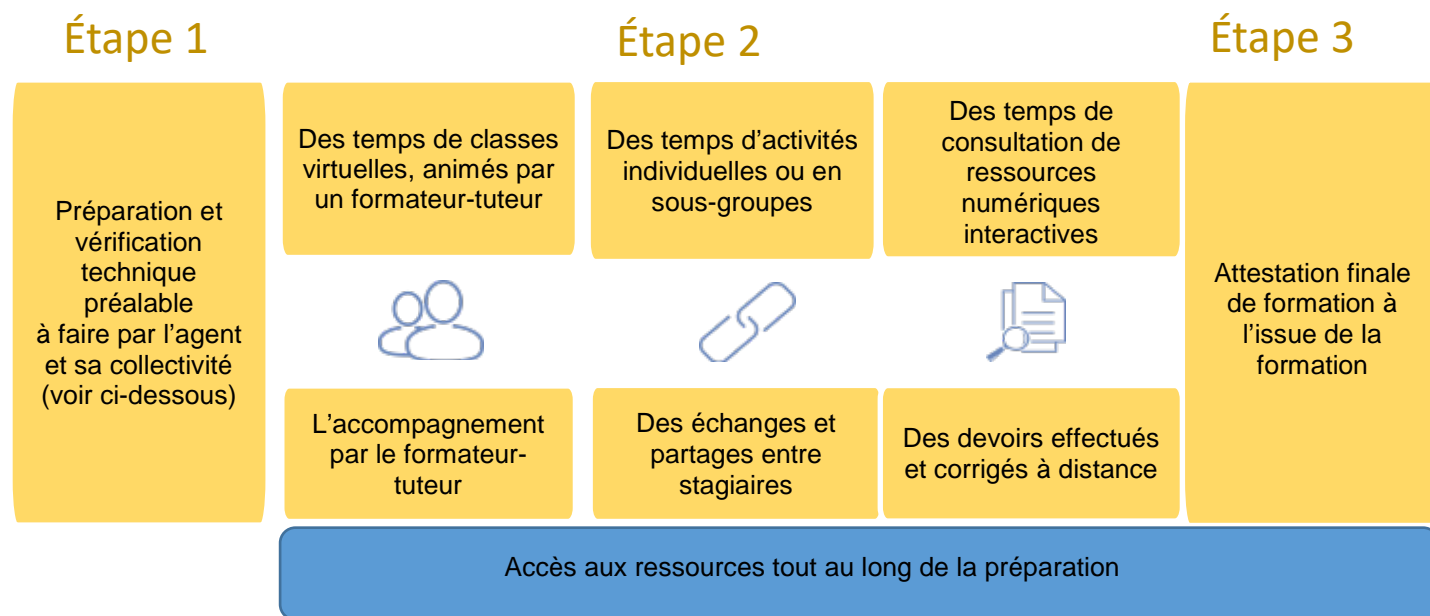 Étape 1
Étape 2
Étape 3
Préparation et
vérification
technique
préalable
à faire par l’agent
et sa collectivité
(voir ci-dessous)
Des temps de classes
virtuelles, animés par
un formateur-tuteur
Des temps d’activités
individuelles ou en
sous-groupes
Des temps de
consultation de
ressources
numériques
interactives
L’accompagnement
par le formateur-
tuteur
Des échanges et
partages entre
stagiaires
Des devoirs effectués
et corrigés à distance
Attestation finale
de formation à
l’issue de la
formation
Accès aux ressources tout au long de la préparation